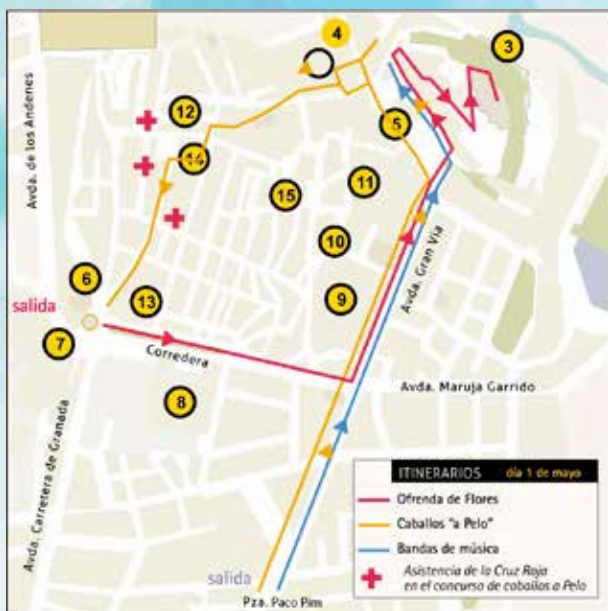 4
3
Avda. de los Andenes
12
5
14
11
15
10
6
9
salida
13
Avda. Gran Vía
7
Corredera
Avda. Maruja Garrido
8
Avda. Carretera de Granada
ITINERARIOS día 1 de mayo
Ofrenda de Flores
Caballos "a Pelo"
Bandas de música
Asistencia de la Cruz Roja
en el concurso de caballos a Pelo
salida
Pza. Paco Pim